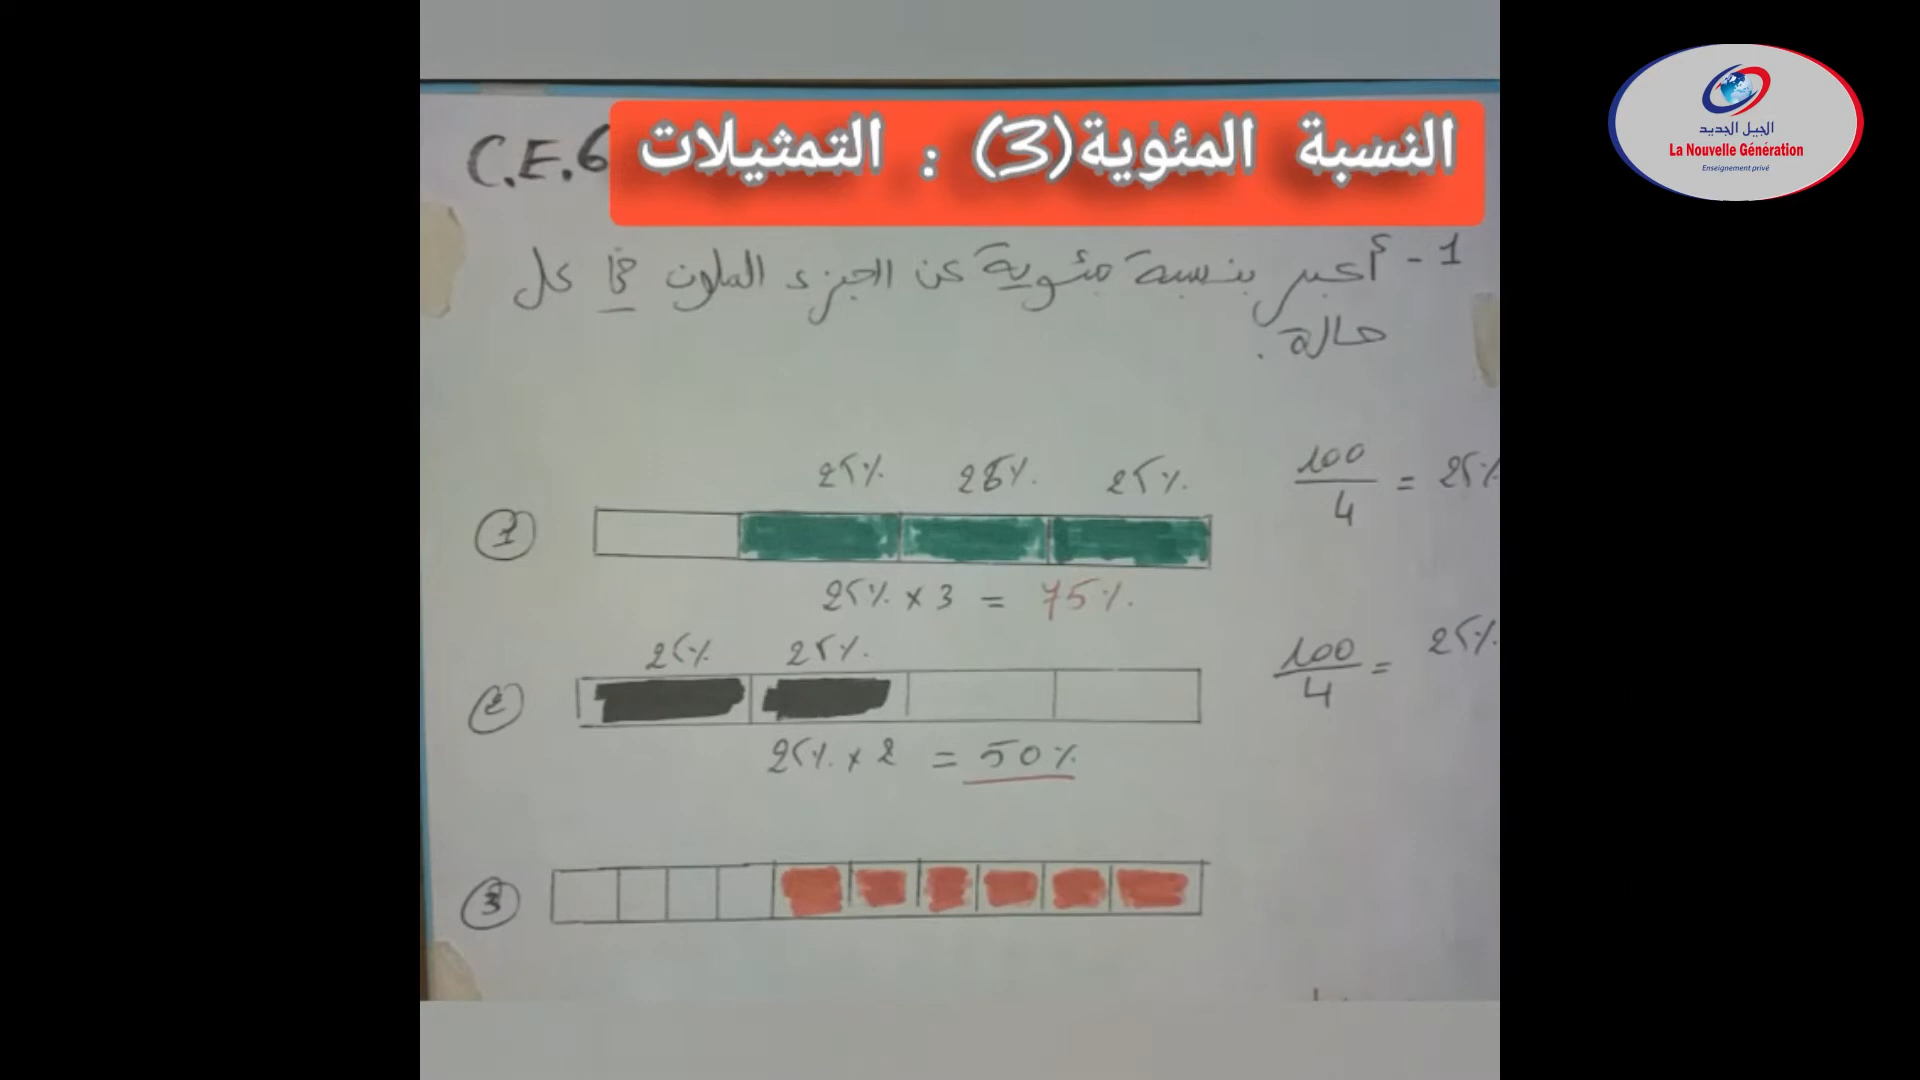 النسبة المئوية(3) : التمثيلات
C.E.6
الجيل الجديد
La Nouvelle Génération
Enseignement privé
1 - أعبر بنسبة مئوية عن الجزء الملون في كل
حالة .
25% 25% 25%
100/4 = 25%
1
25% × 3 = 75%
25% 25%
100/4 = 25%
2
25% × 2 = 50%
3